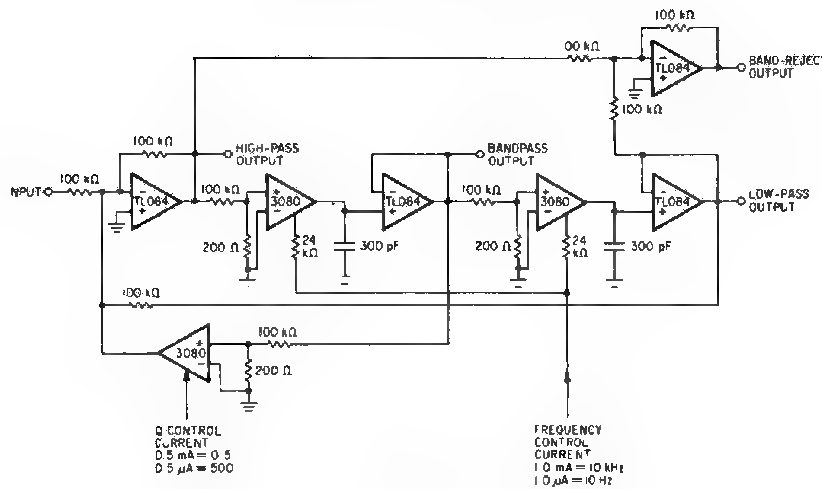 100 kΩ
00 kΩ
TL084
BAND-REJECT
OUTPUT
100 kΩ
100 kΩ
HIGH-PASS
OUTPUT
BANDPASS
OUTPUT
NPUT
100 kΩ
TL084
100 kΩ
3080
TL084
100 kΩ
3080
TL084
LOW-PASS
OUTPUT
200 Ω
24
kΩ
300 pF
200 Ω
24
kΩ
300 pF
100 kΩ
3080
100 kΩ
200 Ω
Q-CONTROL
CURRENT
0.5 mA = 0.5
0.5 µA = 500
FREQUENCY
CONTROL
CURRENT
1.0 mA = 10 kHz
1.0 µA = 10 Hz